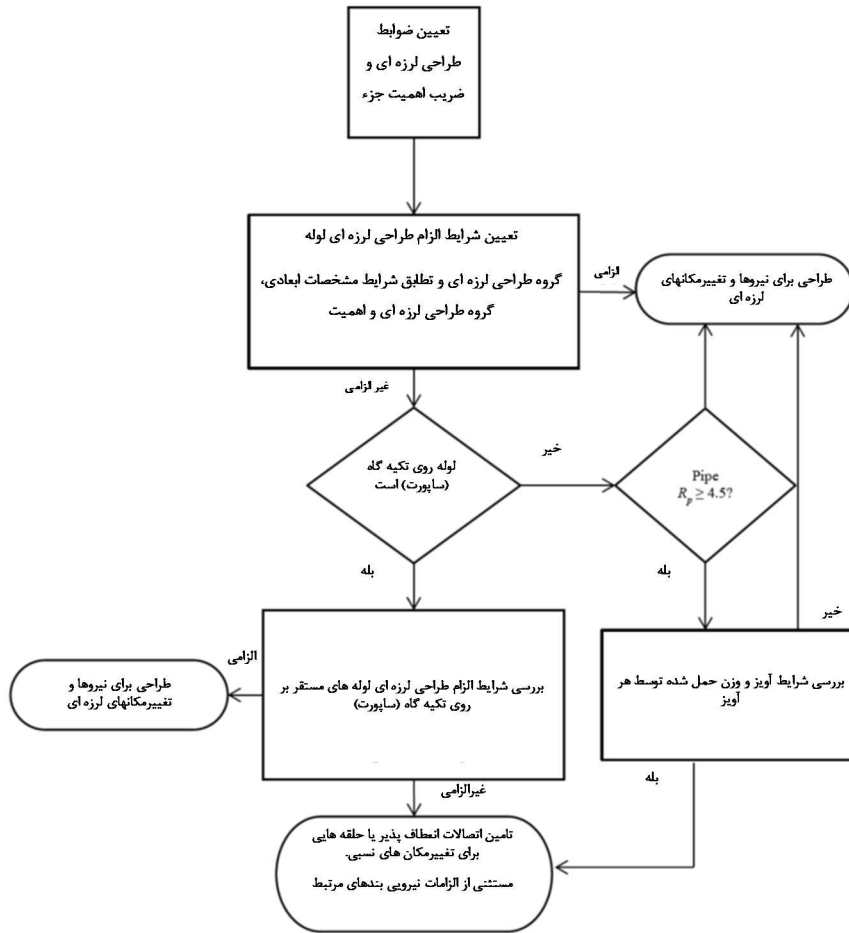 تعیین ضوابط
طراحی لرزه ای و
ضریب اهمیت جزء
تعیین شرایط الزام طراحی لرزه ای لوله
گروه طراحی لرزه ای و تطابق شرایط مشخصات ابعادی،
گروه طراحی لرزه ای و اهمیت
الزامی
طراحی برای نیروها و تغییرمکانهای
لرزه ای
غیر الزامی
لوله روی تکیه گاه
(ساپورت) است
خیر
Pipe
R_p ≥ 4.5?
بله
بله
خیر
بررسی شرایط الزام طراحی لرزه ای لوله های مستقر بر
روی تکیه گاه (ساپورت)
الزامی
طراحی برای نیروها و
تغییرمکانهای لرزه ای
بررسی شرایط آویز و وزن حمل شده توسط هر
آویز
غیرالزامی
بله
تامین اتصالات انعطاف پذیر یا حلقه هایی
برای تغییرمکان های نسبی.
مستثنی از الزامات نیرویی بندهای مرتبط